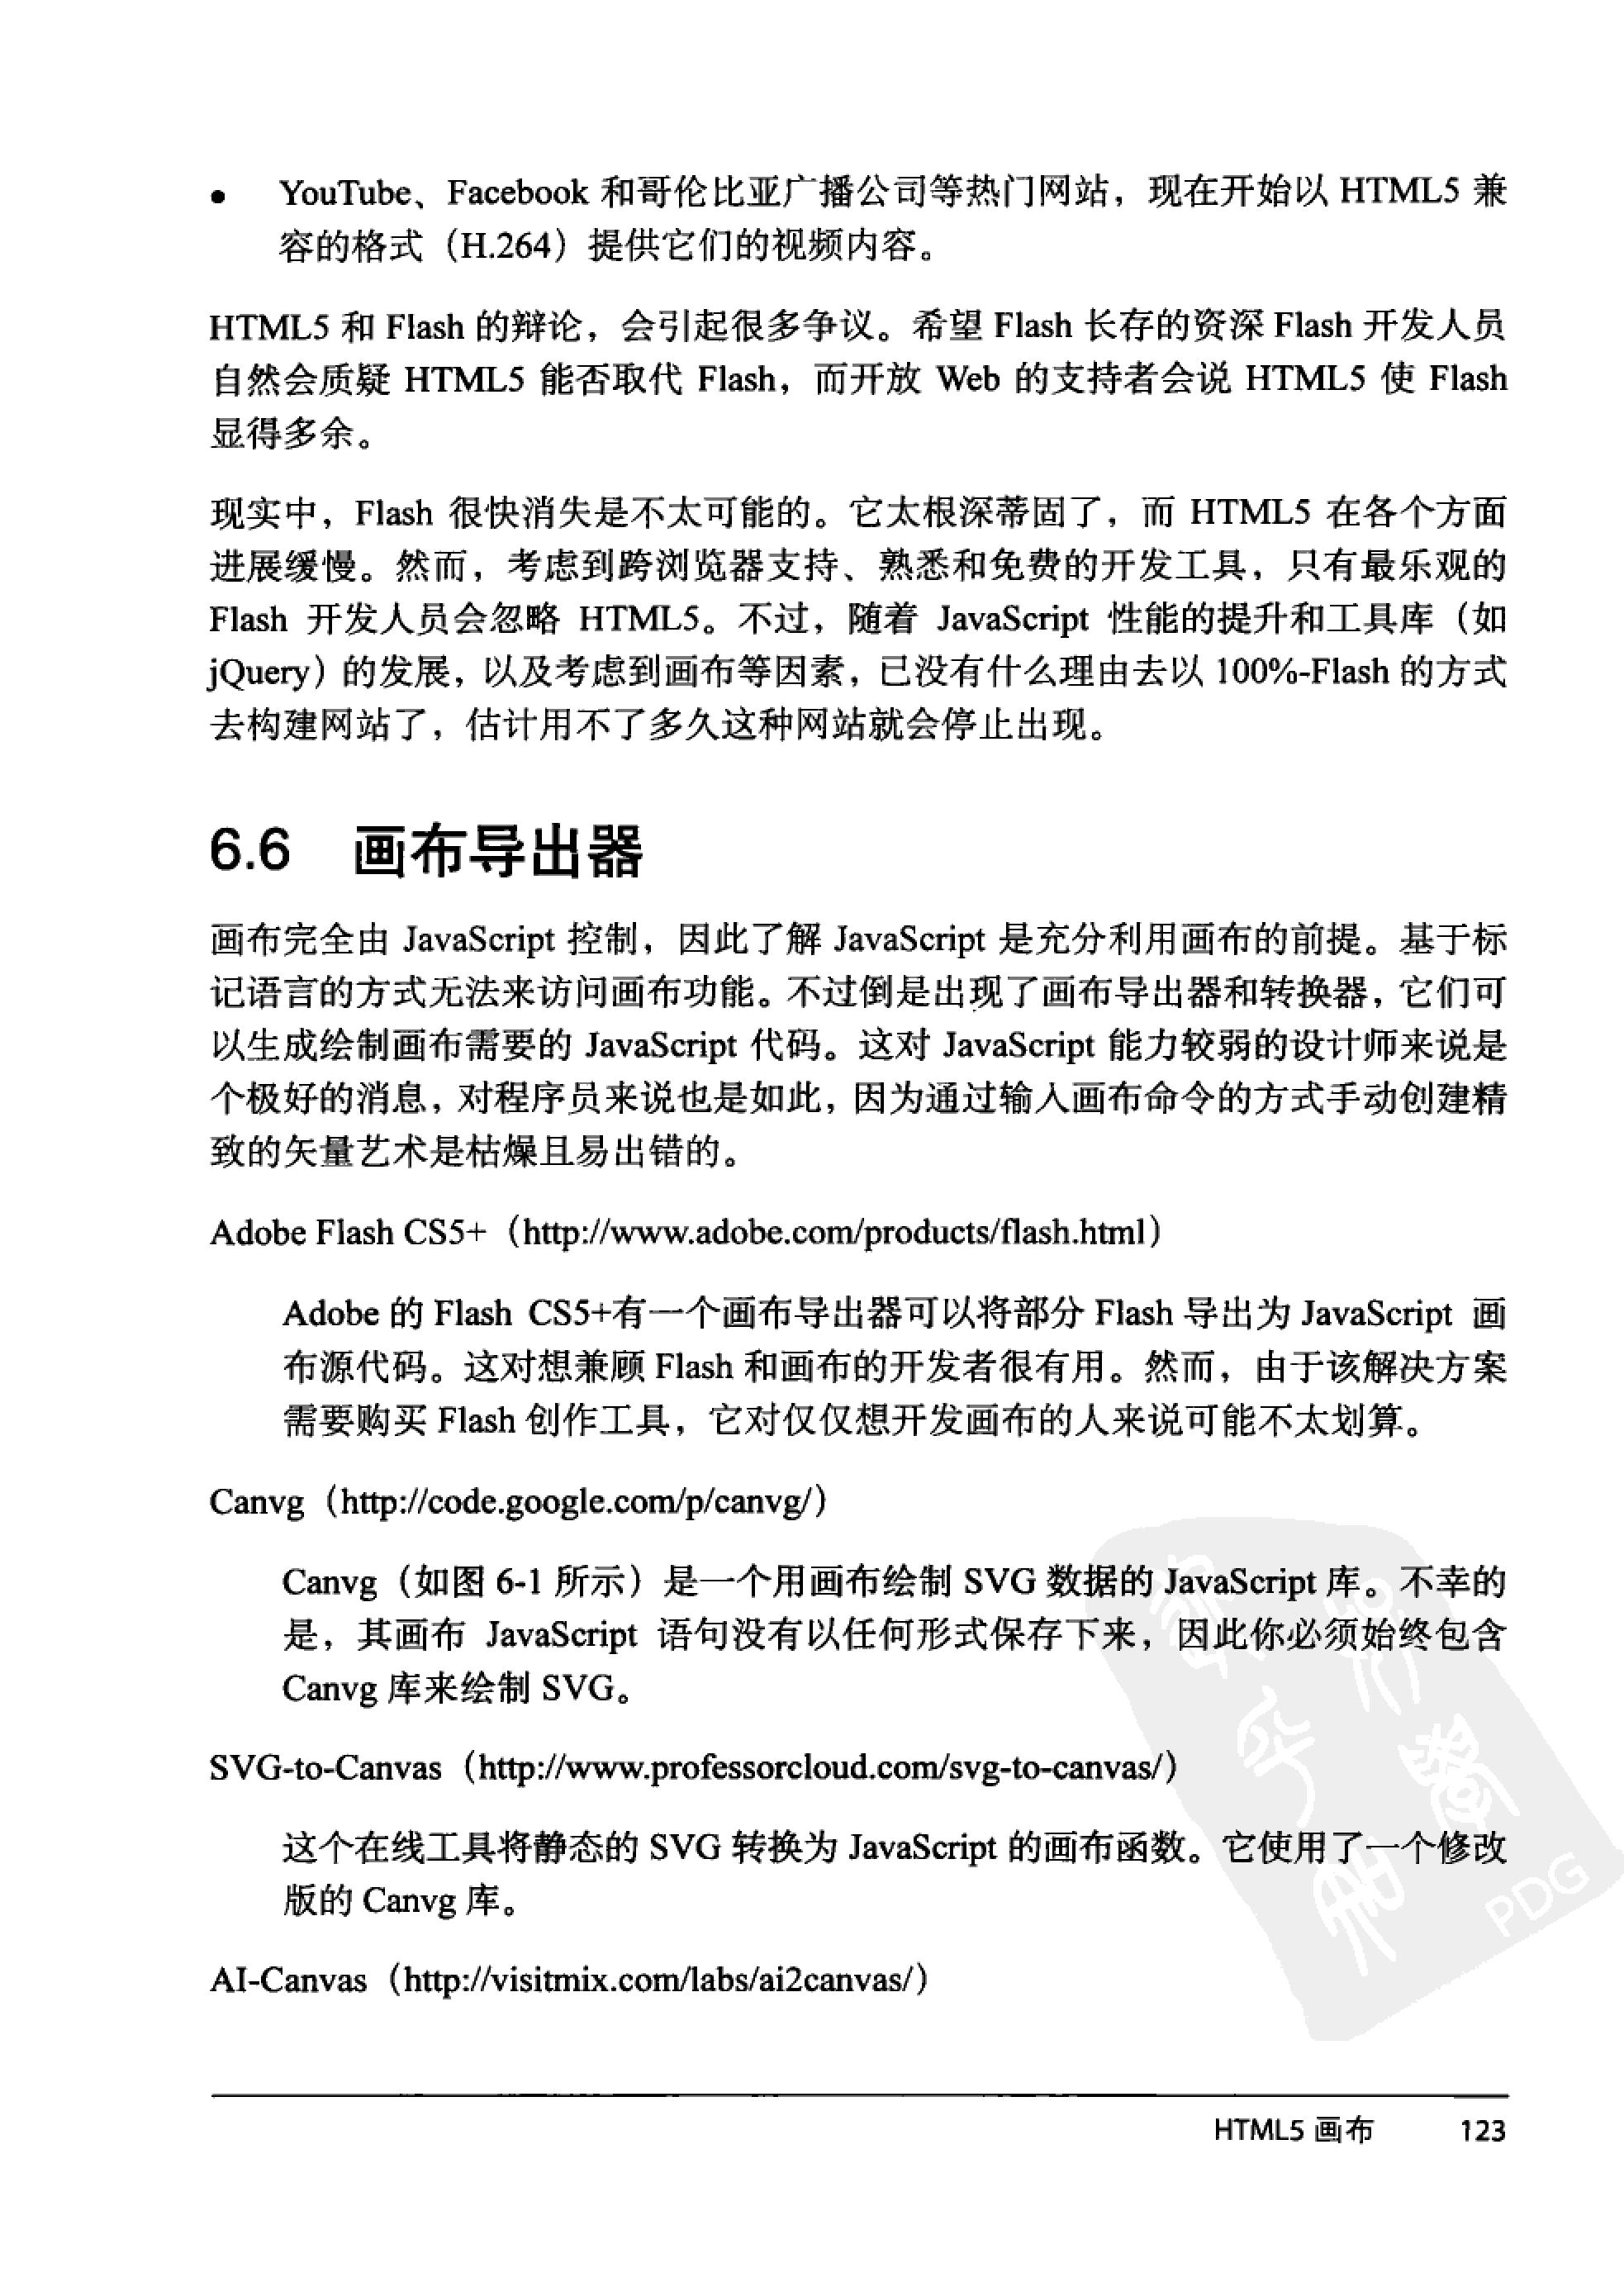 • YouTube、Facebook 和哥伦比亚广播公司等热门网站，现在开始以 HTML5 兼
容的格式（H.264）提供它们的视频内容。
HTML5 和 Flash 的辩论，会引起很多争议。希望 Flash 长存的资深 Flash 开发人员
自然会质疑 HTML5 能否取代 Flash，而开放 Web 的支持者会说 HTML5 使 Flash
显得多余。
现实中，Flash 很快消失是不太可能的。它太根深蒂固了，而 HTML5 在各个方面
进展缓慢。然而，考虑到跨浏览器支持、熟悉和免费的开发工具，只有最乐观的
Flash 开发人员会忽略 HTML5。不过，随着 JavaScript 性能的提升和工具库（如
jQuery）的发展，以及考虑到画布等因素，已没有什么理由去以 100%-Flash 的方式
去构建网站了，估计用不了多久这种网站就会停止出现。
6.6 画布导出器
画布完全由 JavaScript 控制，因此了解 JavaScript 是充分利用画布的前提。基于标
记语言的方式无法来访问画布功能。不过倒是出现了画布导出器和转换器，它们可
以生成绘制画布需要的 JavaScript 代码。这对 JavaScript 能力较弱的设计师来说是
个极好的消息，对程序员来说也是如此，因为通过输入画布命令的方式手动创建精
致的矢量艺术是枯燥且易出错的。
Adobe Flash CS5+（http://www.adobe.com/products/flash.html）
Adobe 的 Flash CS5+有一个画布导出器可以将部分 Flash 导出为 JavaScript 画
布源代码。这对想兼顾 Flash 和画布的开发者很有用。然而，由于该解决方案
需要购买 Flash 创作工具，它对仅仅想开发画布的人来说可能不太划算。
Canvg（http://code.google.com/p/canvg/）
Canvg（如图 6-1 所示）是一个用画布绘制 SVG 数据的 JavaScript 库。不幸的
是，其画布 JavaScript 语句没有以任何形式保存下来，因此你必须始终包含
Canvg 库来绘制 SVG。
SVG-to-Canvas（http://www.professorcloud.com/svg-to-canvas/）
这个在线工具将静态的 SVG 转换为 JavaScript 的画布函数。它使用了一个修改
版的 Canvg 库。
AI-Canvas（http://visitmix.com/labs/ai2canvas/）
PDG
HTML5 画布 123